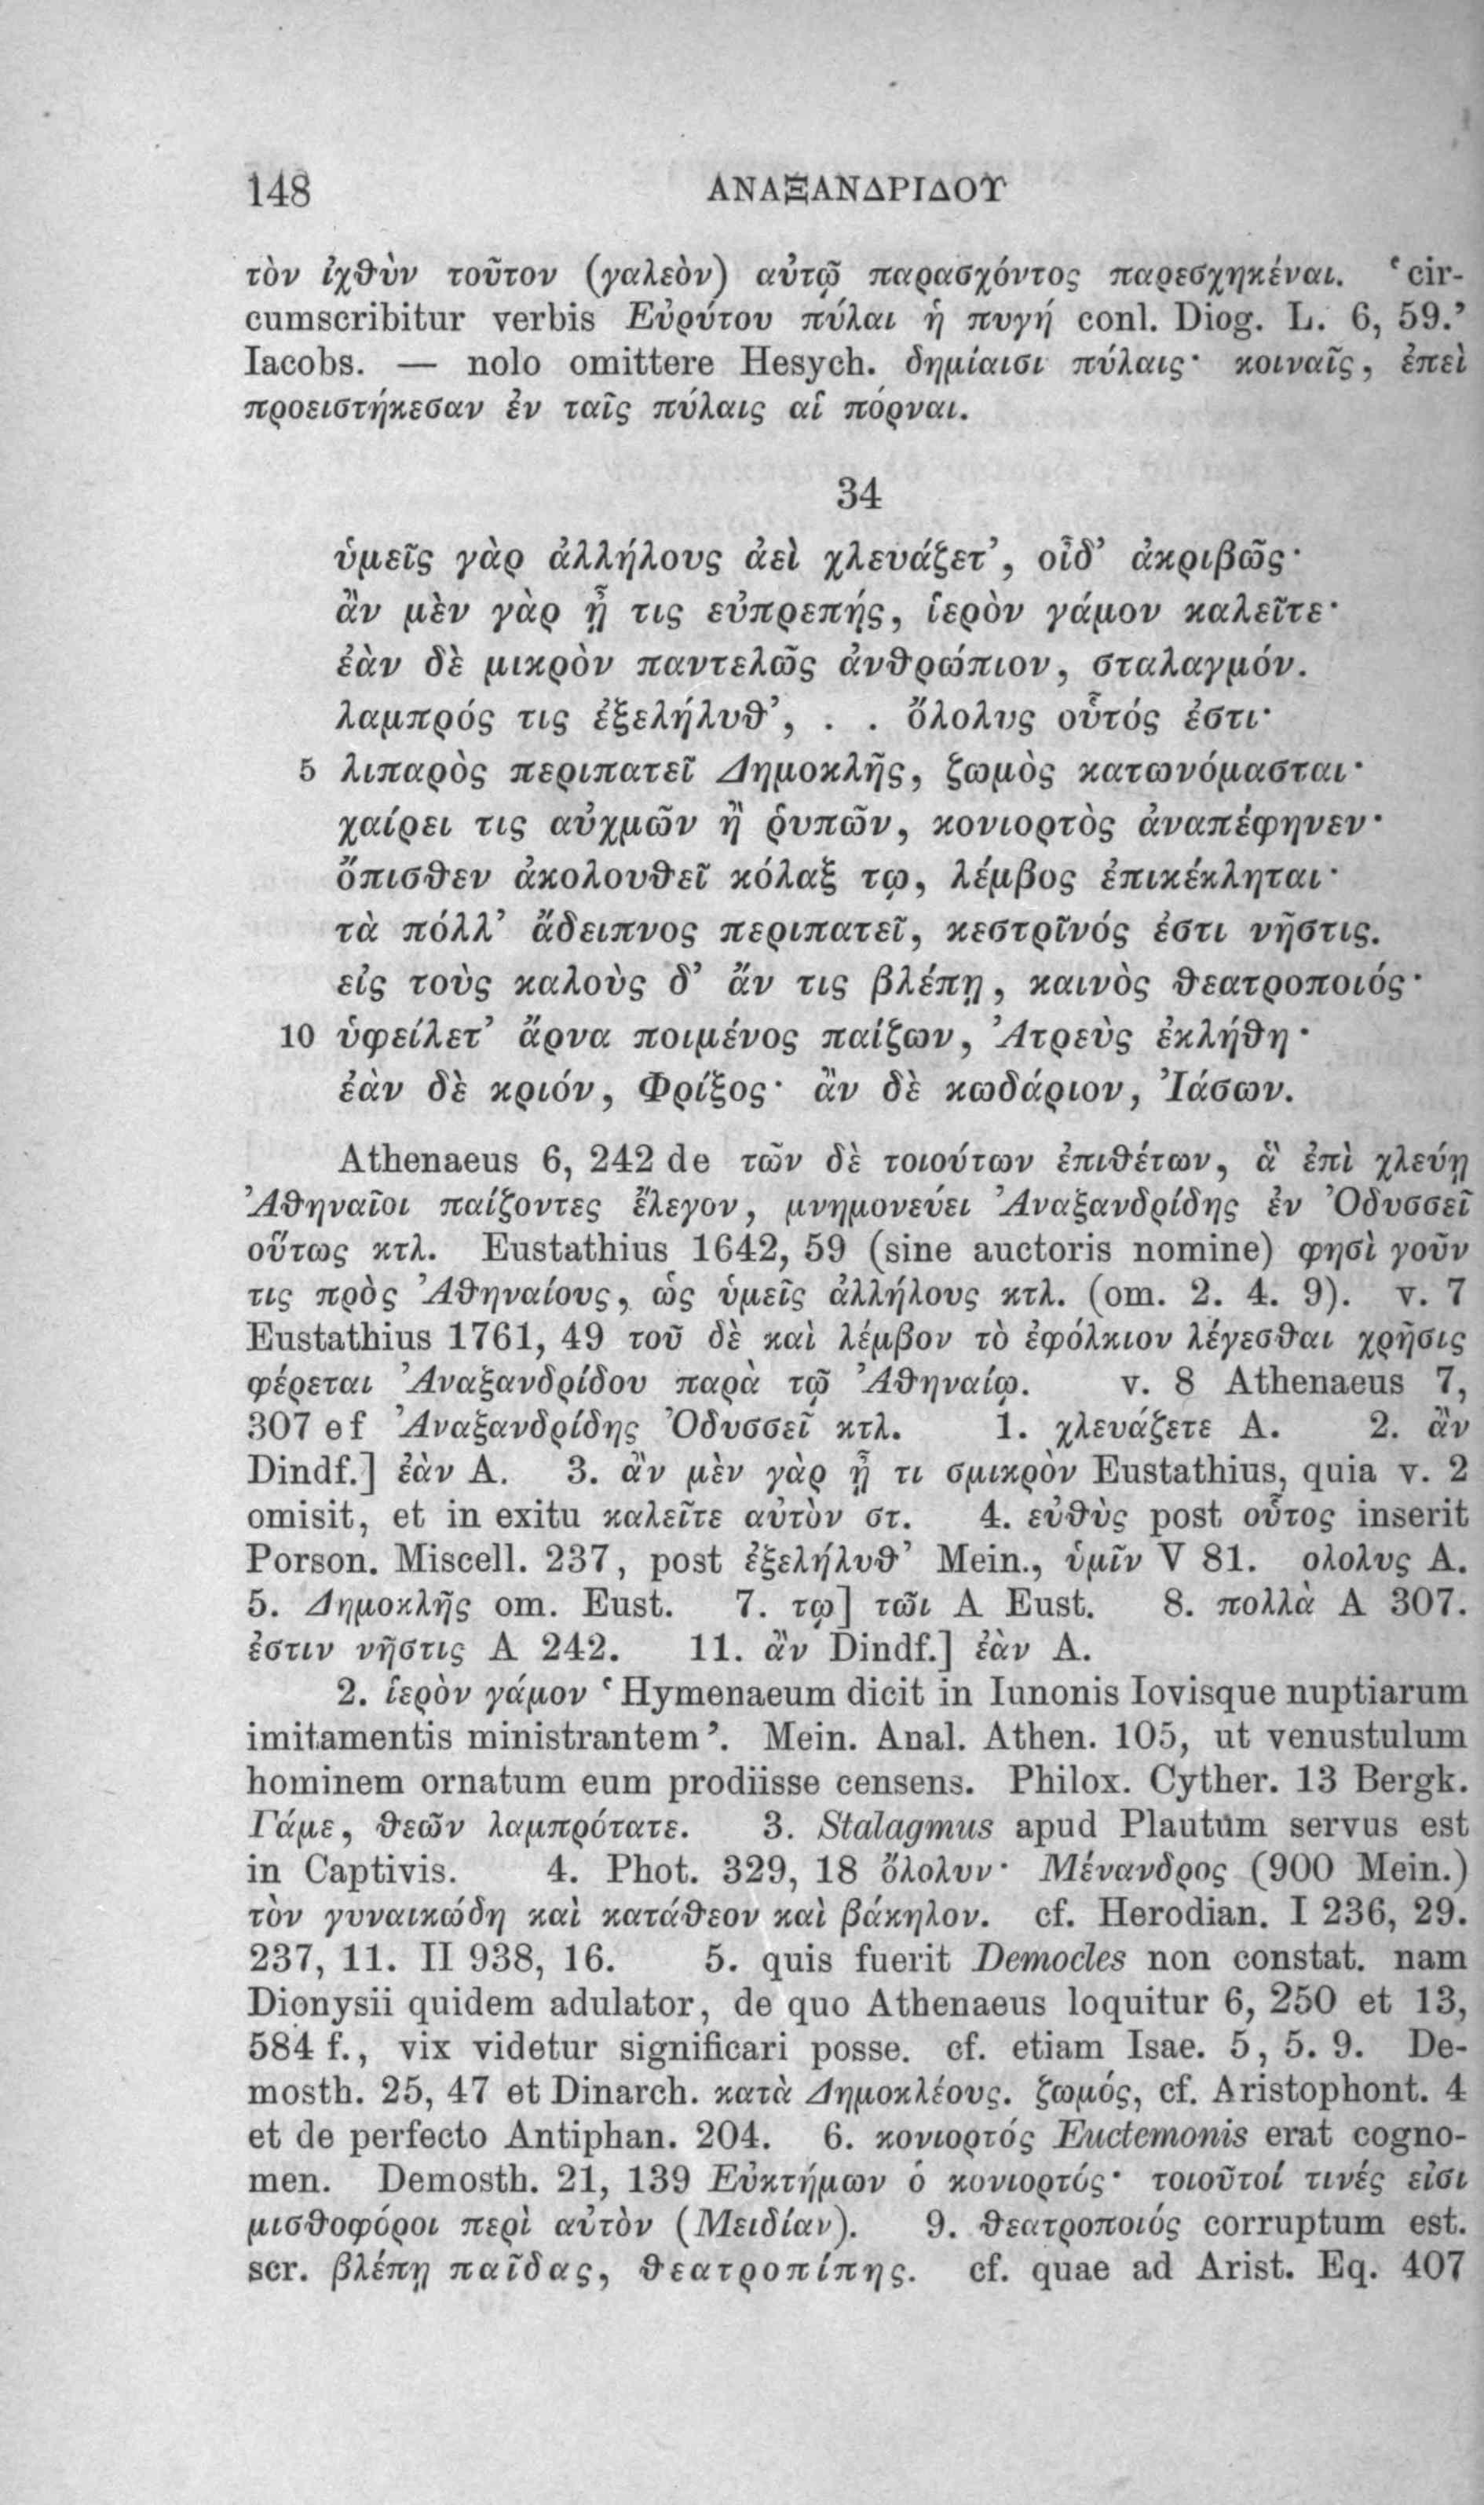 148 ΑΝΑΞΑΝΔΡΙΔΟΥ
τὸν ἰχθὺν τοῦτον (γαλεὸν) αὐτῷ παρασχόντος παρεσχηκέναι. ‘cir-
cumscribitur verbis Εὐρύτου πύλαι ἡ πυγή conl. Diog. L. 6, 59.’
Iacobs. — nolo omittere Hesych. δημίαισι πύλαις· κοιναῖς, ἐπεὶ
προειστήκεσαν ἐν ταῖς πύλαις αἱ πόρναι.
34
ὑμεῖς γὰρ ἀλλήλους ἀεὶ χλευάζετ’, οἶδ’ ἀκριβῶς·
ἂν μὲν γὰρ ᾖ τις εὐπρεπής, ἱερὸν γάμον καλεῖτε·
ἐὰν δὲ μικρὸν παντελῶς ἀνθρώπιον, σταλαγμόν.
λαμπρός τις ἐξελήλυθ’, . . ὄλολυς οὗτός ἐστι·
5 λιπαρὸς περιπατεῖ Δημοκλῆς, ζωμὸς κατωνόμασται·
χαίρει τις αὐχμῶν ἢ ῥυπῶν, κονιορτὸς ἀναπέφηνεν·
ὄπισθεν ἀκολουθεῖ κόλαξ τῳ, λέμβος ἐπικέκληται·
τὰ πόλλ’ ἄδειπνος περιπατεῖ, κεστρῖνός ἐστι νῆστις.
εἰς τοὺς καλοὺς δ’ ἄν τις βλέπῃ, καινὸς θεατροποιός·
10 ὑφείλετ’ ἄρνα ποιμένος παίζων, Ἀτρεὺς ἐκλήθη·
ἐὰν δὲ κριόν, Φρίξος· ἂν δὲ κωδάριον, Ἰάσων.
Athenaeus 6, 242 de τῶν δὲ τοιούτων ἐπιθέτων, ἃ ἐπὶ χλεύῃ
Ἀθηναῖοι παίζοντες ἔλεγον, μνημονεύει Ἀναξανδρίδης ἐν Ὀδυσσεῖ
οὕτως κτλ. Eustathius 1642, 59 (sine auctoris nomine) φησὶ γοῦν
τις πρὸς Ἀθηναίους, ὡς ὑμεῖς ἀλλήλους κτλ. (om. 2. 4. 9). v. 7
Eustathius 1761, 49 τοῦ δὲ καὶ λέμβον τὸ ἐφόλκιον λέγεσθαι χρῆσις
φέρεται Ἀναξανδρίδου παρὰ τῷ Ἀθηναίῳ. v. 8 Athenaeus 7,
307 ef Ἀναξανδρίδης Ὀδυσσεῖ κτλ. 1. χλευάζετε A. 2. ἂν
Dindf.] ἐὰν A. 3. ἂν μὲν γὰρ ᾖ τι σμικρὸν Eustathius, quia v. 2
omisit, et in exitu καλεῖτε αὐτὸν στ. 4. εὐθὺς post οὗτος inserit
Porson. Miscell. 237, post ἐξελήλυθ’ Mein., ὑμῖν V 81. ολολυς A.
5. Δημοκλῆς om. Eust. 7. τῳ] τῶι A Eust. 8. πολλὰ A 307.
ἐστιν νῆστις A 242. 11. ἂν Dindf.] ἐὰν A.
2. ἱερὸν γάμον ‘Hymenaeum dicit in Iunonis Iovisque nuptiarum
imitamentis ministrantem’. Mein. Anal. Athen. 105, ut venustulum
hominem ornatum eum prodiisse censens. Philox. Cyther. 13 Bergk.
Γάμε, θεῶν λαμπρότατε. 3. Stalagmus apud Plautum servus est
in Captivis. 4. Phot. 329, 18 ὄλολυν· Μένανδρος (900 Mein.)
τὸν γυναικώδη καὶ κατάθεον καὶ βάκηλον. cf. Herodian. I 236, 29.
237, 11. II 938, 16. 5. quis fuerit Democles non constat. nam
Dionysii quidem adulator, de quo Athenaeus loquitur 6, 250 et 13,
584 f., vix videtur significari posse. cf. etiam Isae. 5, 5. 9. De-
mosth. 25, 47 et Dinarch. κατὰ Δημοκλέους. ζωμός, cf. Aristophont. 4
et de perfecto Antiphan. 204. 6. κονιορτός Euctemonis erat cogno-
men. Demosth. 21, 139 Εὐκτήμων ὁ κονιορτός· τοιοῦτοί τινές εἰσι
μισθοφόροι περὶ αὐτὸν (Μειδίαν). 9. θεατροποιός corruptum est.
scr. βλέπῃ παῖδας, θεατροπίπης. cf. quae ad Arist. Eq. 407